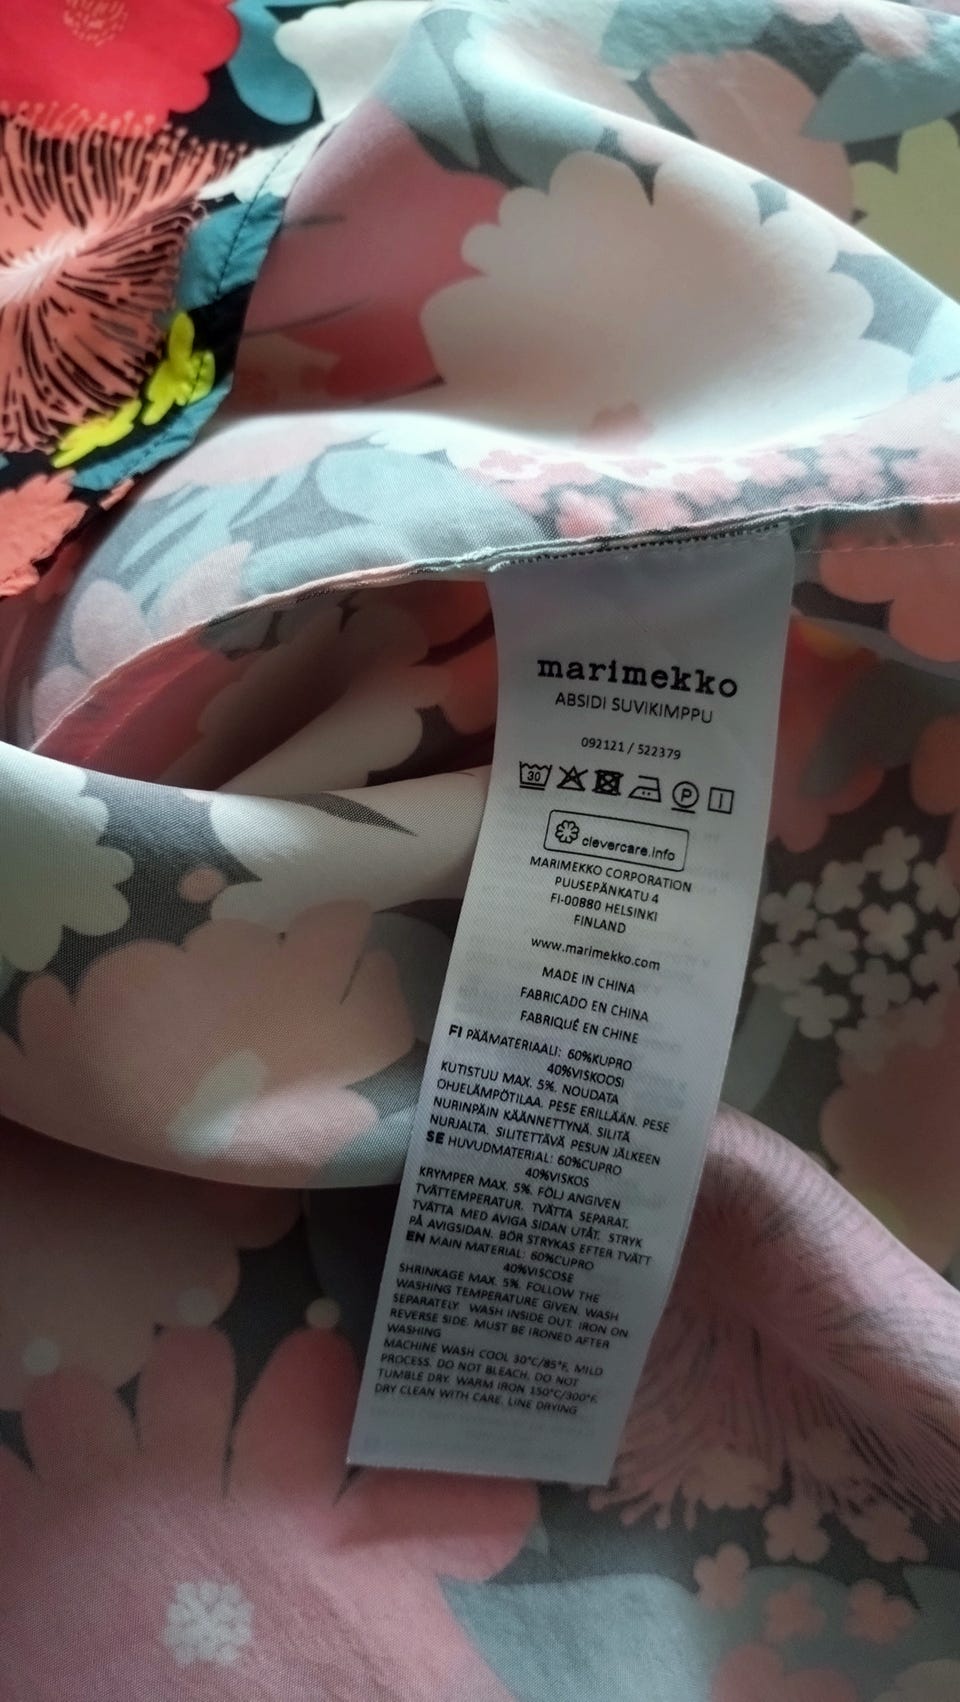 marimekko
ABSIDI SUVIKIMPPU
092121 / 522379
30 P
clevercare.info
MARIMEKKO CORPORATION
PUUSEPÄNKATU 4
FI-00880 HELSINKI
FINLAND
www.marimekko.com
MADE IN CHINA
FABRICADO EN CHINA
FABRIQUÉ EN CHINE
FI PÄÄMATERIAALI: 60%KUPRO
40%VISKOOSI
KUTISTUU MAX. 5%. NOUDATA
OHJELÄMPÖTILAA. PESE ERILLÄÄN. PESE
NURINPÄIN KÄÄNNETTYNÄ. SILITÄ
NURJALTA. SILITETTÄVÄ PESUN JÄLKEEN
SE HUVUDMATERIAL: 60%CUPRO
40%VISKOS
KRYMPER MAX. 5%. FÖLJ ANGIVEN
TVÄTTEMPERATUR. TVÄTTA SEPARAT.
TVÄTTA MED AVIGA SIDAN UTÅT. STRYK
PÅ AVIGSIDAN. BÖR STRYKAS EFTER TVÄTT
EN MAIN MATERIAL: 60%CUPRO
40%VISCOSE
SHRINKAGE MAX. 5%. FOLLOW THE
WASHING TEMPERATURE GIVEN. WASH
SEPARATELY. WASH INSIDE OUT. IRON ON
REVERSE SIDE. MUST BE IRONED AFTER
WASHING
MACHINE WASH COOL 30°C/85°F, MILD
PROCESS. DO NOT BLEACH. DO NOT
TUMBLE DRY. WARM IRON 150°C/300°F.
DRY CLEAN WITH CARE. LINE DRYING